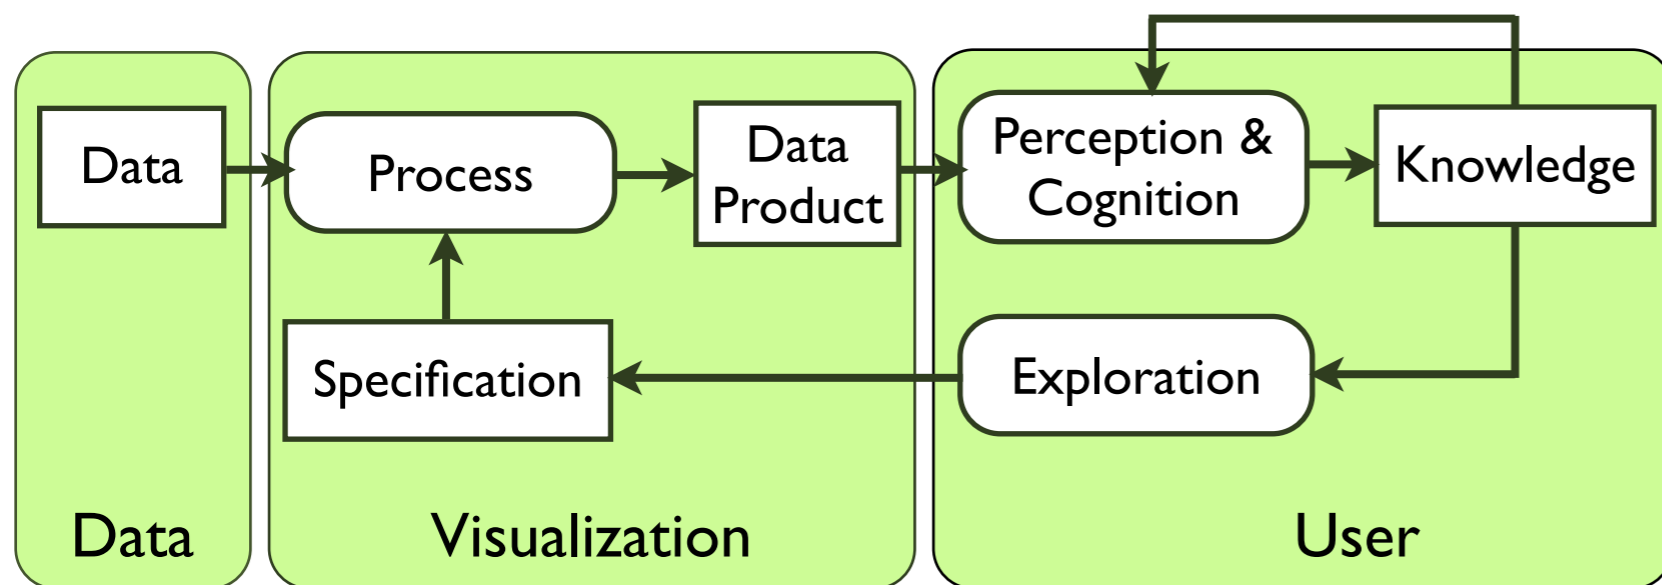 Data
Process
Data
Product
Perception &
Cognition
Knowledge
Specification
Exploration
Data
Visualization
User